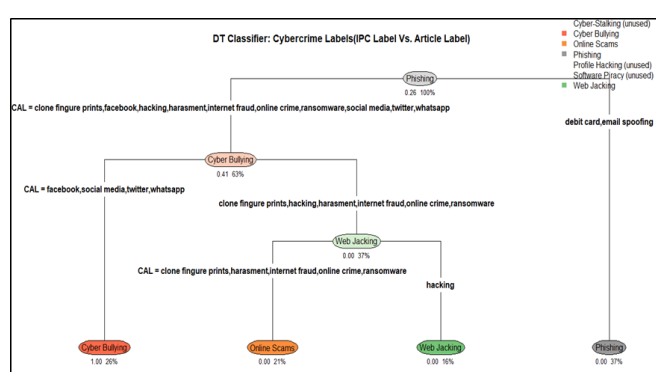 DT Classifier: Cybercrime Labels(IPC Label Vs. Article Label)
Cyber-Stalking (unused)
Cyber Bullying
Online Scams
Phishing
Profile Hacking (unused)
Software Piracy (unused)
Web Jacking
Phishing
0.26 100%
CAL = clone fingure prints,facebook,hacking,harasment,internet fraud,online crime,ransomware,social media,twitter,whatsapp
debit card,email spoofing
Cyber Bullying
0.41 63%
CAL = facebook,social media,twitter,whatsapp
clone fingure prints,hacking,harasment,internet fraud,online crime,ransomware
Web Jacking
0.00 37%
CAL = clone fingure prints,harasment,internet fraud,online crime,ransomware
hacking
Cyber Bullying
1.00 26%
Online Scams
0.00 21%
Web Jacking
0.00 16%
Phishing
0.00 37%